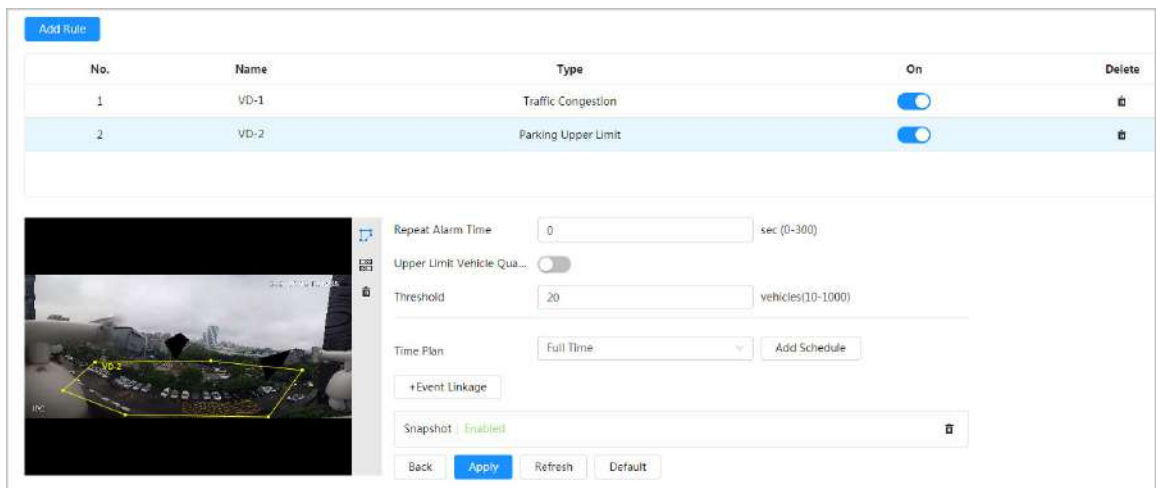 Add Rule
No. Name Type On Delete
1 VD-1 Traffic Congestion
2 VD-2 Parking Upper Limit
Repeat Alarm Time 0 sec (0-300)
Upper Limit Vehicle Qua...
Threshold 20 vehicles(10-1000)
Time Plan Full Time Add Schedule
VD-2
+Event Linkage
IPC
Snapshot Enabled
Back Apply Refresh Default